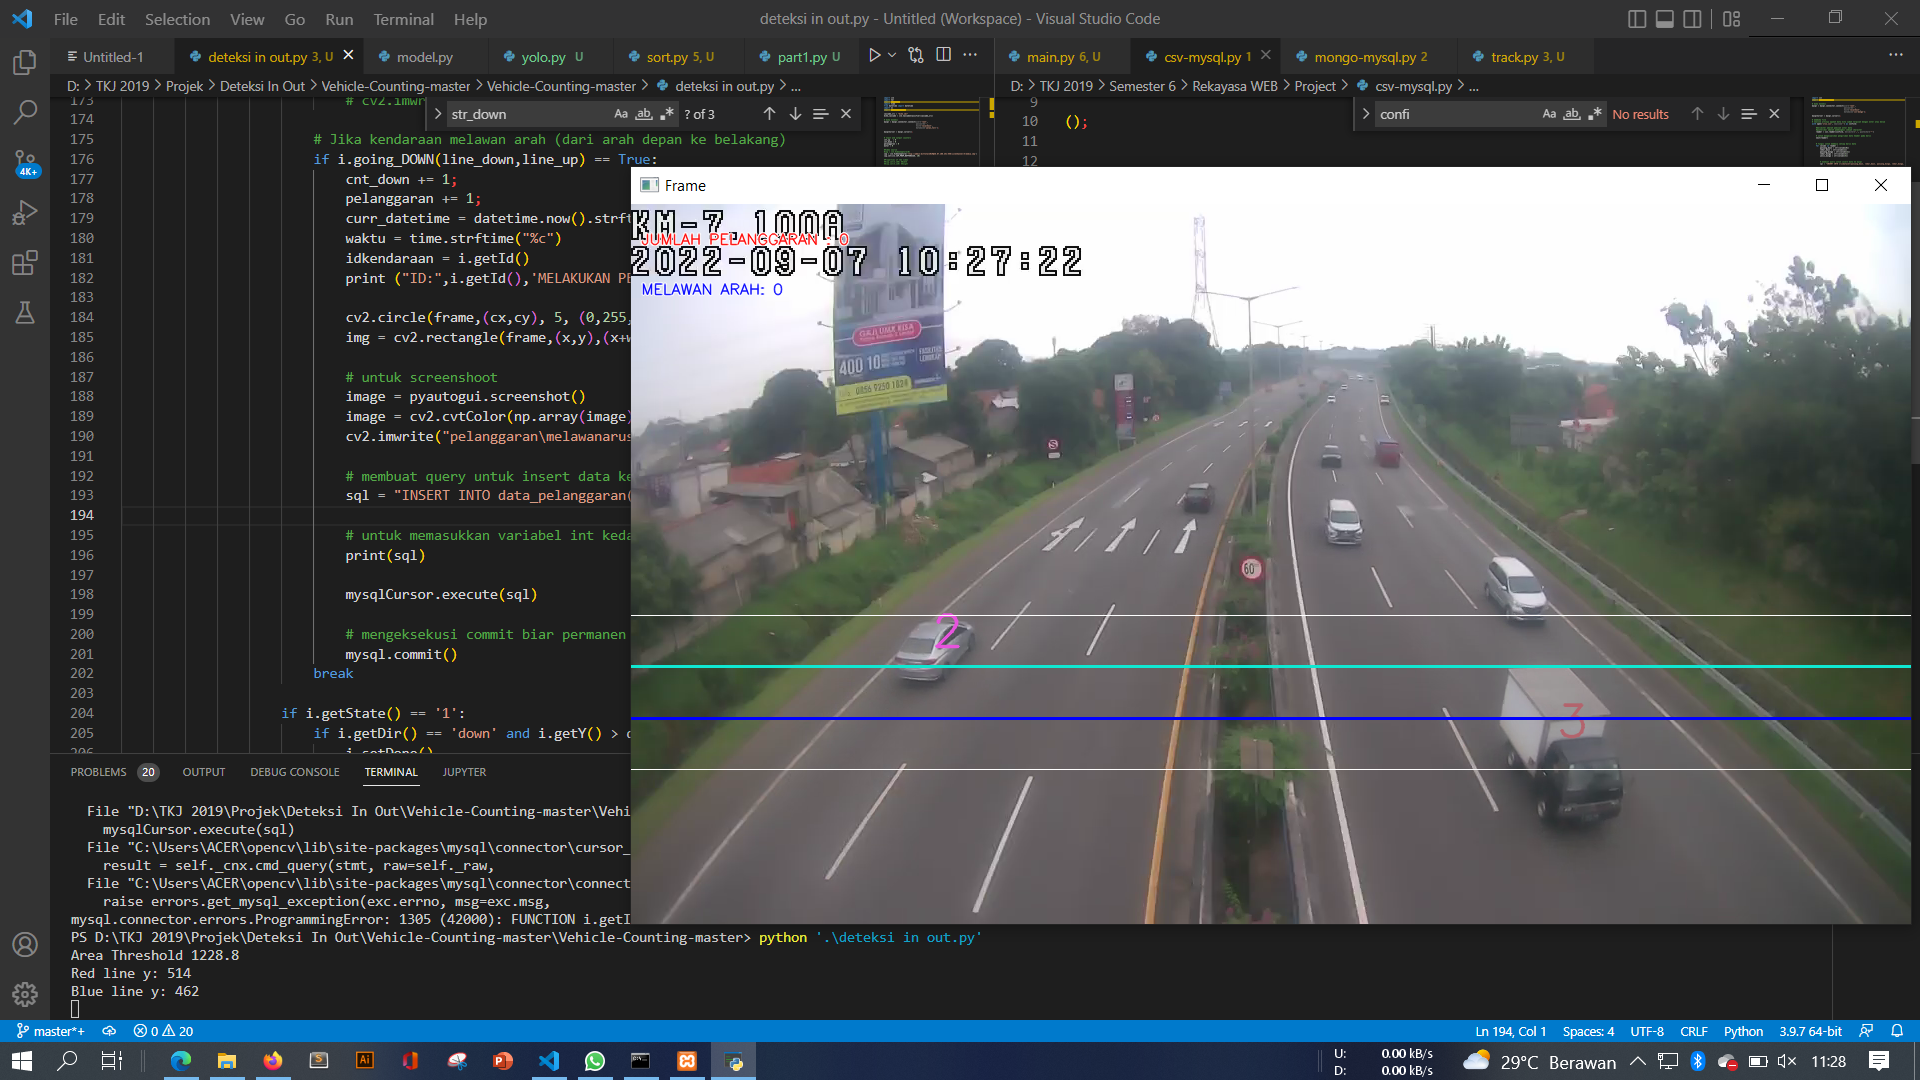 File Edit Selection View Go Run Terminal Help
deteksi in out.py - Untitled (Workspace) - Visual Studio Code
Untitled-1
deteksi in out.py 3, U
model.py
yolo.py U
sort.py 5, U
part1.py U
main.py 6, U
csv-mysql.py 1
mongo-mysql.py 2
track.py 3, U
D: > TKJ 2019 > Projek > Deteksi In Out > Vehicle-Counting-master > Vehicle-Counting-master > deteksi in out.py > ...
D: > TKJ 2019 > Semester 6 > Rekayasa WEB > Project > csv-mysql.py > ...
str_down
Aa ab
? of 3
confi
Aa ab
No results
173 # cv2.imwr
174
175 # Jika kendaraan melawan arah (dari arah depan ke belakang)
176 if i.going_DOWN(line_down,line_up) == True:
177 cnt_down += 1;
178 pelanggaran += 1;
179 curr_datetime = datetime.now().strft
180 waktu = time.strftime("%c")
181 idkendaraan = i.getId()
182 print ("ID:",i.getId(),'MELAKUKAN PE
183
184 cv2.circle(frame,(cx,cy), 5, (0,255,
185 img = cv2.rectangle(frame,(x,y),(x+w
186
187 # untuk screenshoot
188 image = pyautogui.screenshot()
189 image = cv2.cvtColor(np.array(image)
190 cv2.imwrite("pelanggaran\melawanarus
191
192 # membuat query untuk insert data ke
193 sql = "INSERT INTO data_pelanggaran(
194
195 # untuk memasukkan variabel int keda
196 print(sql)
197
198 mysqlCursor.execute(sql)
199
200 # mengeksekusi commit biar permanen
201 mysql.commit()
202 break
203
204 if i.getState() == '1':
205 if i.getDir() == 'down' and i.getY() >
206 i.setDone()
9
10 ();
11
12
Frame
KM-7.100A
JUMLAH PELANGGARAN : 0
2022-09-07 10:27:22
MELAWAN ARAH: 0
400 10
0856 9250 1824
60
2
3
PROBLEMS 20 OUTPUT DEBUG CONSOLE TERMINAL JUPYTER
File "D:\TKJ 2019\Projek\Deteksi In Out\Vehicle-Counting-master\Vehi
mysqlCursor.execute(sql)
File "C:\Users\ACER\opencv\lib\site-packages\mysql\connector\cursor_
result = self._cnx.cmd_query(stmt, raw=self._raw,
File "C:\Users\ACER\opencv\lib\site-packages\mysql\connector\connect
raise errors.get_mysql_exception(exc.errno, msg=exc.msg,
mysql.connector.errors.ProgrammingError: 1305 (42000): FUNCTION i.getI
PS D:\TKJ 2019\Projek\Deteksi In Out\Vehicle-Counting-master\Vehicle-Counting-master> python '.\deteksi in out.py'
Area Threshold 1228.8
Red line y: 514
Blue line y: 462
4K+
master*+
0 20
Ln 194, Col 1 Spaces: 4 UTF-8 CRLF Python 3.9.7 64-bit
U: 0.00 kB/s
D: 0.00 kB/s
29°C Berawan
11:28